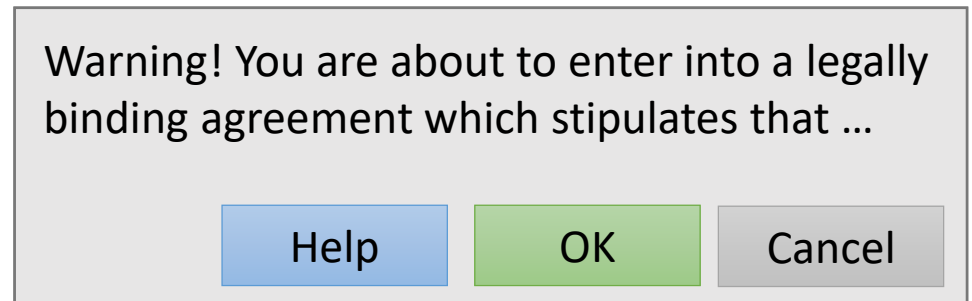 Warning! You are about to enter into a legally
binding agreement which stipulates that …
Help OK Cancel